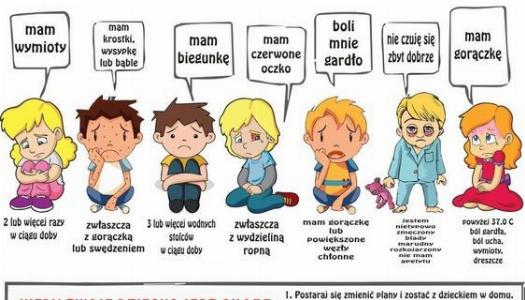 mam
wymioty
mam
krostki,
wysypkę
lub bąble
mam
biegunkę
mam
czerwone
oczko
boli
mnie
gardło
nie czuję się
zbyt dobrze
mam
gorączkę
2 lub więcej razy
w ciągu doby
zwłaszcza
z gorączką
lub swędzeniem
3 lub więcej wodnych
stolców
w ciągu doby
zwłaszcza
z wydzieliną
ropną
mam gorączkę
lub
powiększone
węzły
chłonne
jestem
nietypowo
zmęczony
blady
marudny
rozkojarzony
nie mam
apetytu
powyżej 37.0 C
ból gardła,
ból ucha,
wymioty,
dreszcze
1. Postaraj się zmienić plany i zostać z dzieckiem w domu.